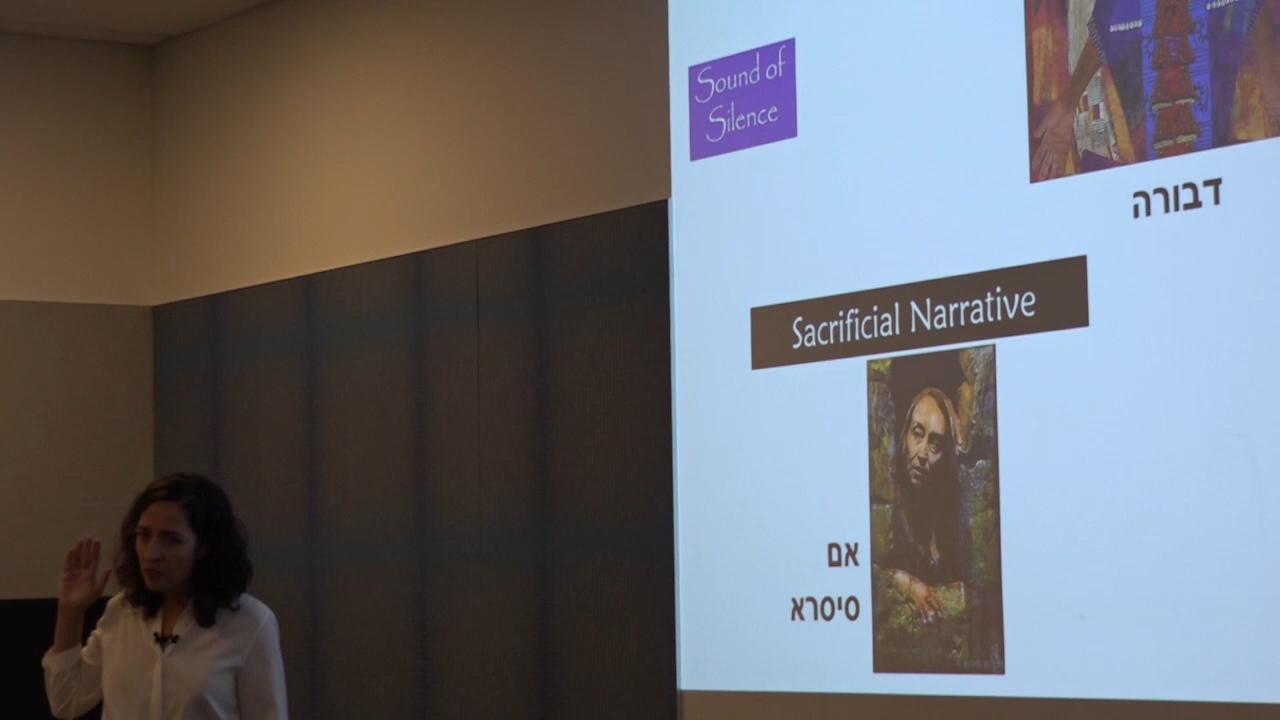 Sound of
Silence
דבורה
Sacrificial Narrative
אם
סיסרא